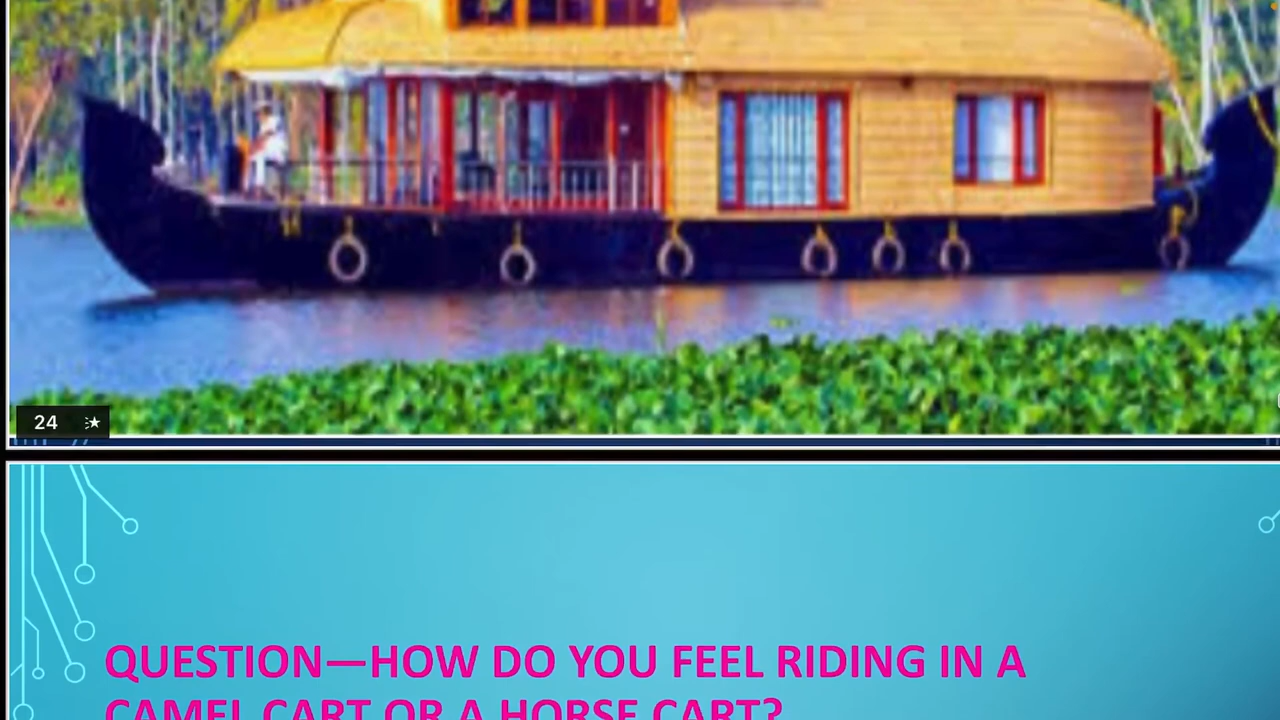 24
QUESTION—HOW DO YOU FEEL RIDING IN A
CAMEL CART OR A HORSE CART?